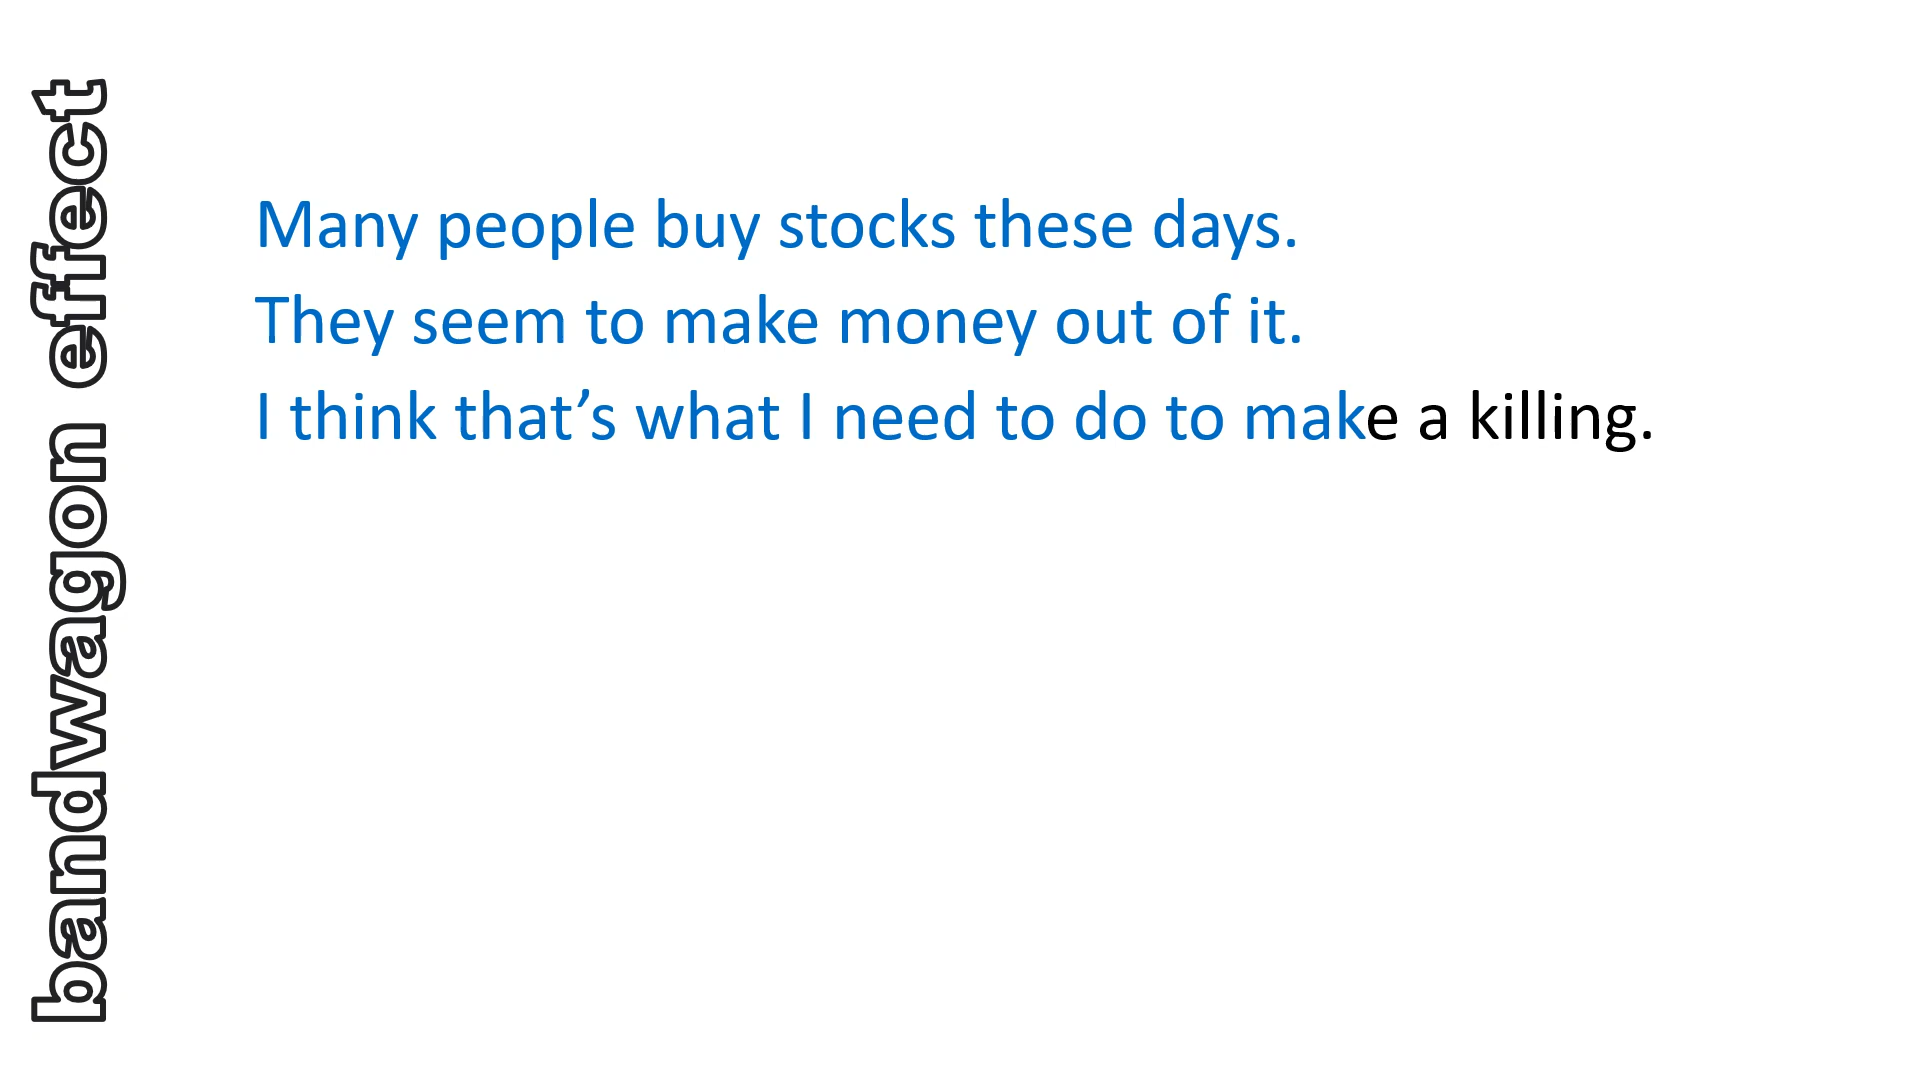 bandwagon effect
Many people buy stocks these days.
They seem to make money out of it.
I think that’s what I need to do to make a killing.